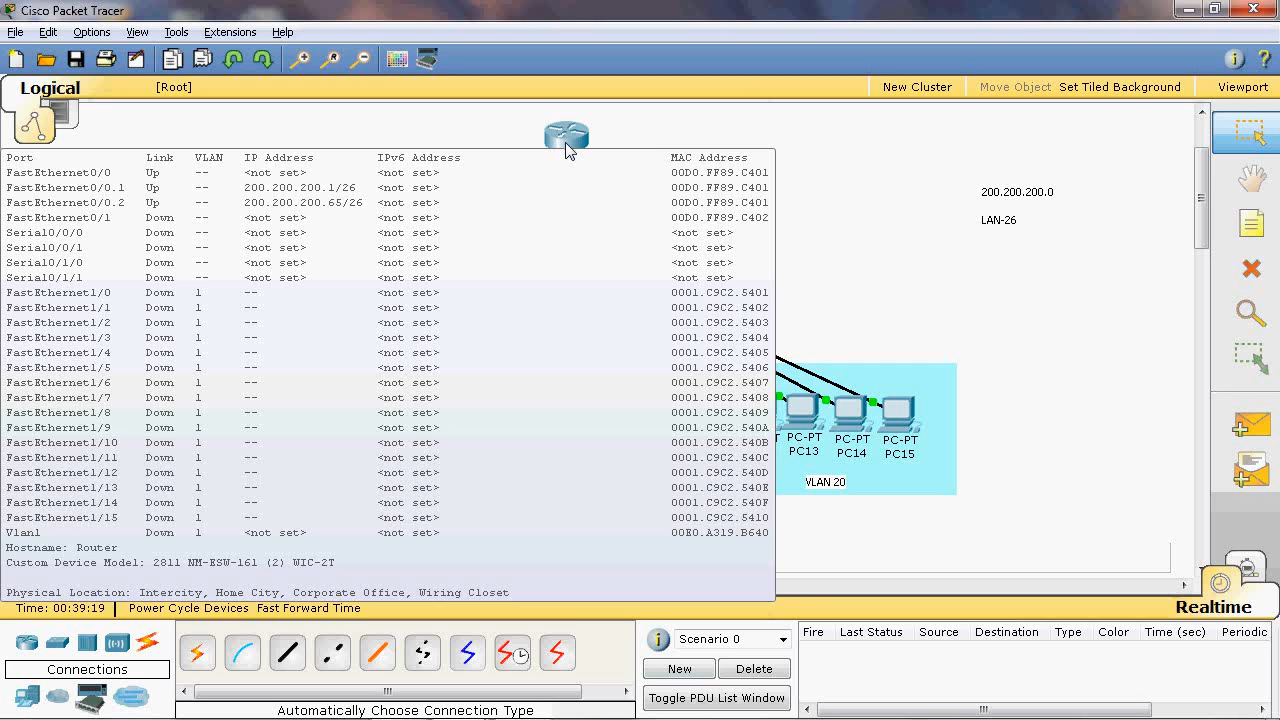 Cisco Packet Tracer
File Edit Options View Tools Extensions Help
Logical [Root] New Cluster Move Object Set Tiled Background Viewport
Port Link VLAN IP Address IPv6 Address MAC Address
FastEthernet0/0 Up -- <not set> <not set> 00D0.FF89.C401
FastEthernet0/0.1 Up -- 200.200.200.1/26 <not set> 00D0.FF89.C401
FastEthernet0/0.2 Up -- 200.200.200.65/26 <not set> 00D0.FF89.C401
FastEthernet0/1 Down -- <not set> <not set> 00D0.FF89.C402
Serial0/0/0 Down -- <not set> <not set> <not set>
Serial0/0/1 Down -- <not set> <not set> <not set>
Serial0/1/0 Down -- <not set> <not set> <not set>
Serial0/1/1 Down -- <not set> <not set> <not set>
FastEthernet1/0 Down 1 -- <not set> 0001.C9C2.5401
FastEthernet1/1 Down 1 -- <not set> 0001.C9C2.5402
FastEthernet1/2 Down 1 -- <not set> 0001.C9C2.5403
FastEthernet1/3 Down 1 -- <not set> 0001.C9C2.5404
FastEthernet1/4 Down 1 -- <not set> 0001.C9C2.5405
FastEthernet1/5 Down 1 -- <not set> 0001.C9C2.5406
FastEthernet1/6 Down 1 -- <not set> 0001.C9C2.5407
FastEthernet1/7 Down 1 -- <not set> 0001.C9C2.5408
FastEthernet1/8 Down 1 -- <not set> 0001.C9C2.5409
FastEthernet1/9 Down 1 -- <not set> 0001.C9C2.540A
FastEthernet1/10 Down 1 -- <not set> 0001.C9C2.540B
FastEthernet1/11 Down 1 -- <not set> 0001.C9C2.540C
FastEthernet1/12 Down 1 -- <not set> 0001.C9C2.540D
FastEthernet1/13 Down 1 -- <not set> 0001.C9C2.540E
FastEthernet1/14 Down 1 -- <not set> 0001.C9C2.540F
FastEthernet1/15 Down 1 -- <not set> 0001.C9C2.5410
Vlan1 Down 1 <not set> <not set> 00E0.A319.B640
Hostname: Router
Custom Device Model: 2811 NM-ESW-161 (2) WIC-2T
Physical Location: Intercity, Home City, Corporate Office, Wiring Closet
200.200.200.0
LAN-26
T PC-PT PC-PT PC-PT
PC13 PC14 PC15
VLAN 20
Time: 00:39:19 Power Cycle Devices Fast Forward Time Realtime
Connections
Automatically Choose Connection Type
Scenario 0
New Delete
Toggle PDU List Window
Fire Last Status Source Destination Type Color Time (sec) Periodic